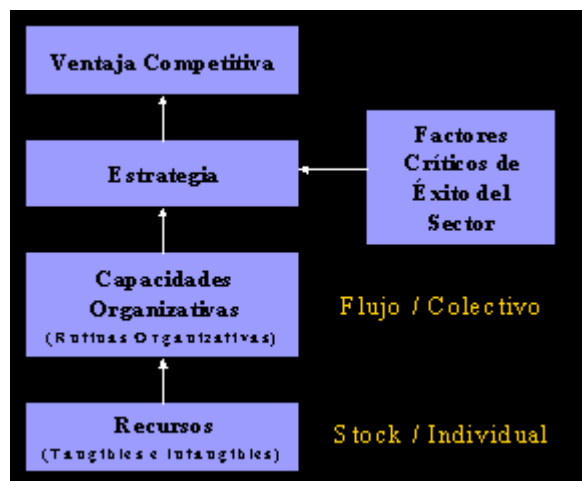 Ventaja Competitiva
Estrategia
Factores
Críticos de
Éxito del
Sector
Capacidades
Organizativas
(Rutinas Organizativas)
Flujo / Colectivo
Recursos
(Tangibles e Intangibles)
Stock / Individual